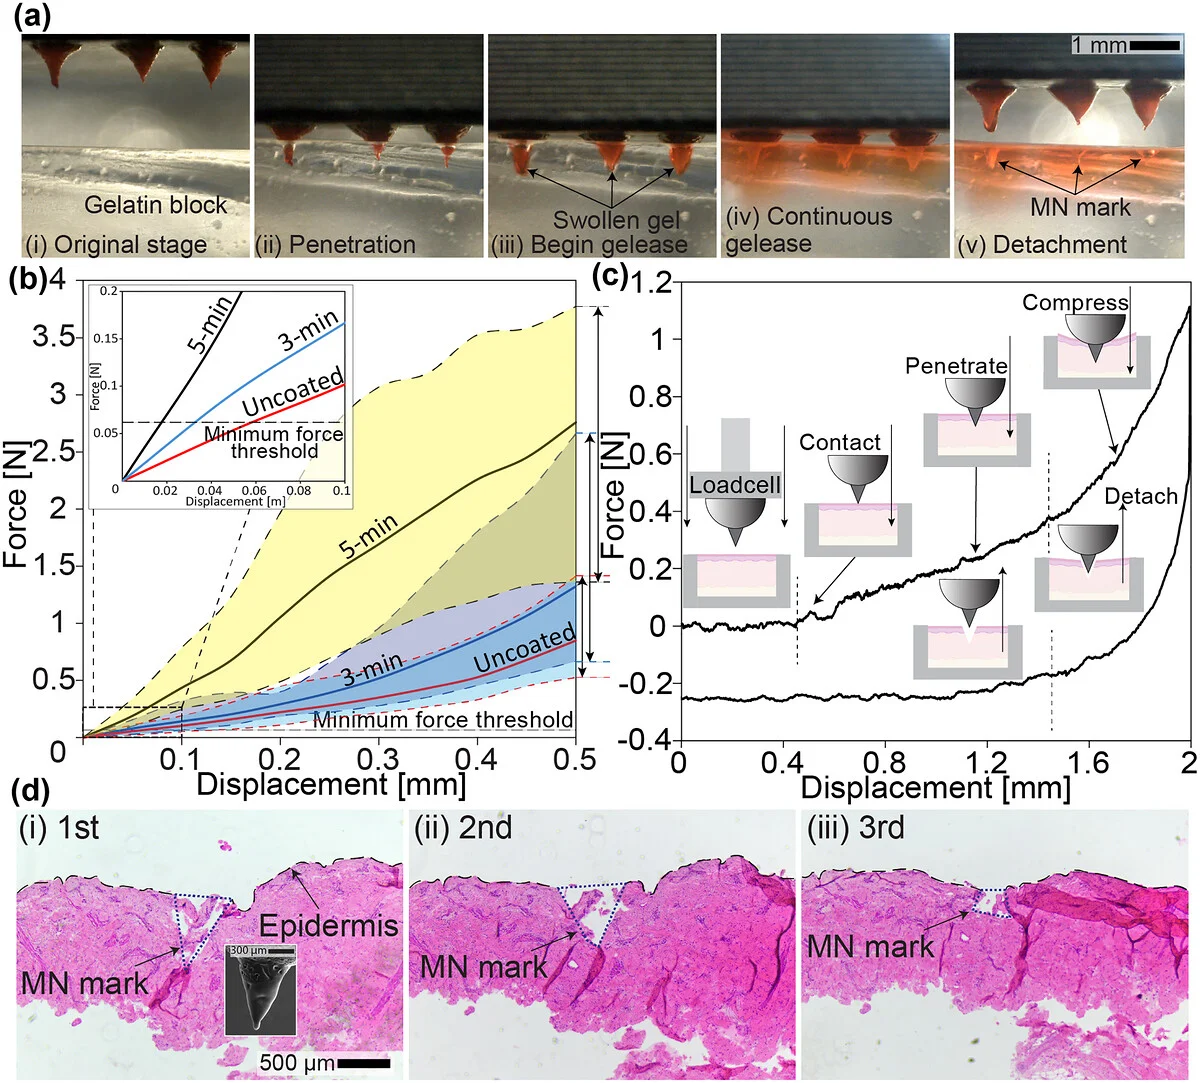 (a)
1 mm
Gelatin block
(i) Original stage
(ii) Penetration
Swollen gel
(iii) Begin gelease
(iv) Continuous
gelease
MN mark
(v) Detachment
(b)
4
3.5
3
2.5
2
1.5
1
0.5
0
0.1
0.2
0.3
0.4
0.5
Force [N]
Displacement [mm]
5-min
3-min
Uncoated
Minimum force threshold
0.2
0.15
0.1
0.05
0
0.02
0.04
0.06
0.08
0.1
Force [N]
Displacement [m]
5-min
3-min
Uncoated
Minimum force
threshold
(c)
1.2
1
0.8
0.6
0.4
0.2
0
-0.2
-0.4
0
0.4
0.8
1.2
1.6
2
Force [N]
Displacement [mm]
Loadcell
Contact
Penetrate
Compress
Detach
(d)
(i) 1st
Epidermis
MN mark
300 µm
500 µm
(ii) 2nd
MN mark
(iii) 3rd
MN mark